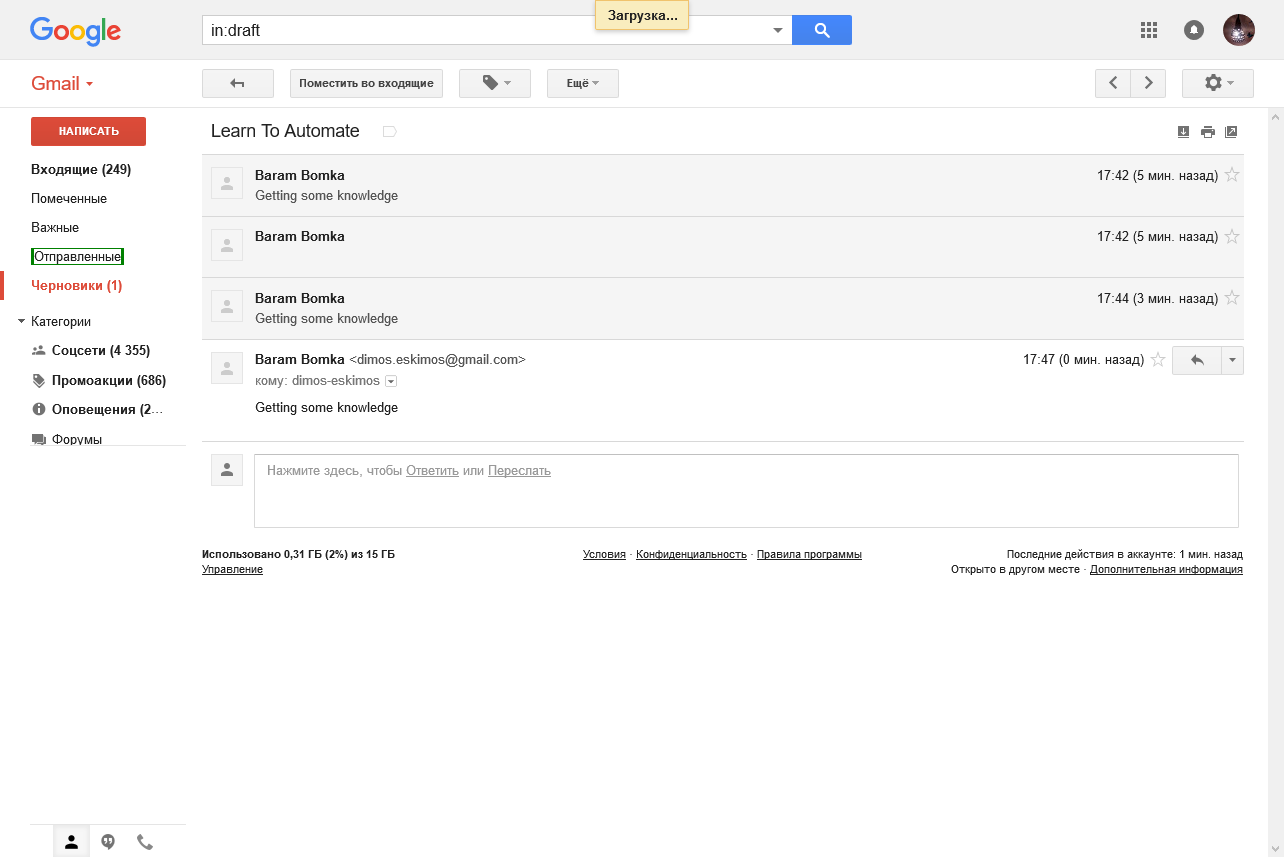 Загрузка...
Google
in:draft
Gmail
Поместить во входящие
Ещё
НАПИСАТЬ
Входящие (249)
Помеченные
Важные
Отправленные
Черновики (1)
Категории
Соцсети (4 355)
Промоакции (686)
Оповещения (2...
Форумы
Learn To Automate
Baram Bomka
17:42 (5 мин. назад)
Getting some knowledge
Baram Bomka
17:42 (5 мин. назад)
Baram Bomka
17:44 (3 мин. назад)
Getting some knowledge
Baram Bomka <dimos.eskimos@gmail.com>
17:47 (0 мин. назад)
кому: dimos-eskimos
Getting some knowledge
Нажмите здесь, чтобы Ответить или Переслать
Использовано 0,31 ГБ (2%) из 15 ГБ
Управление
Условия · Конфиденциальность · Правила программы
Последние действия в аккаунте: 1 мин. назад
Открыто в другом месте · Дополнительная информация